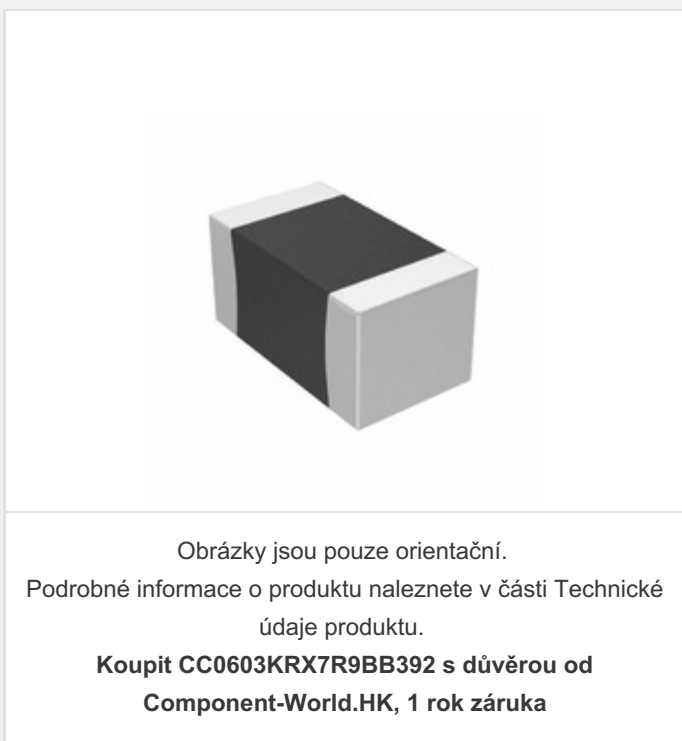 Obrázky jsou pouze orientační.
Podrobné informace o produktu naleznete v části Technické
údaje produktu.
Koupit CC0603KRX7R9BB392 s důvěrou od
Component-World.HK, 1 rok záruka